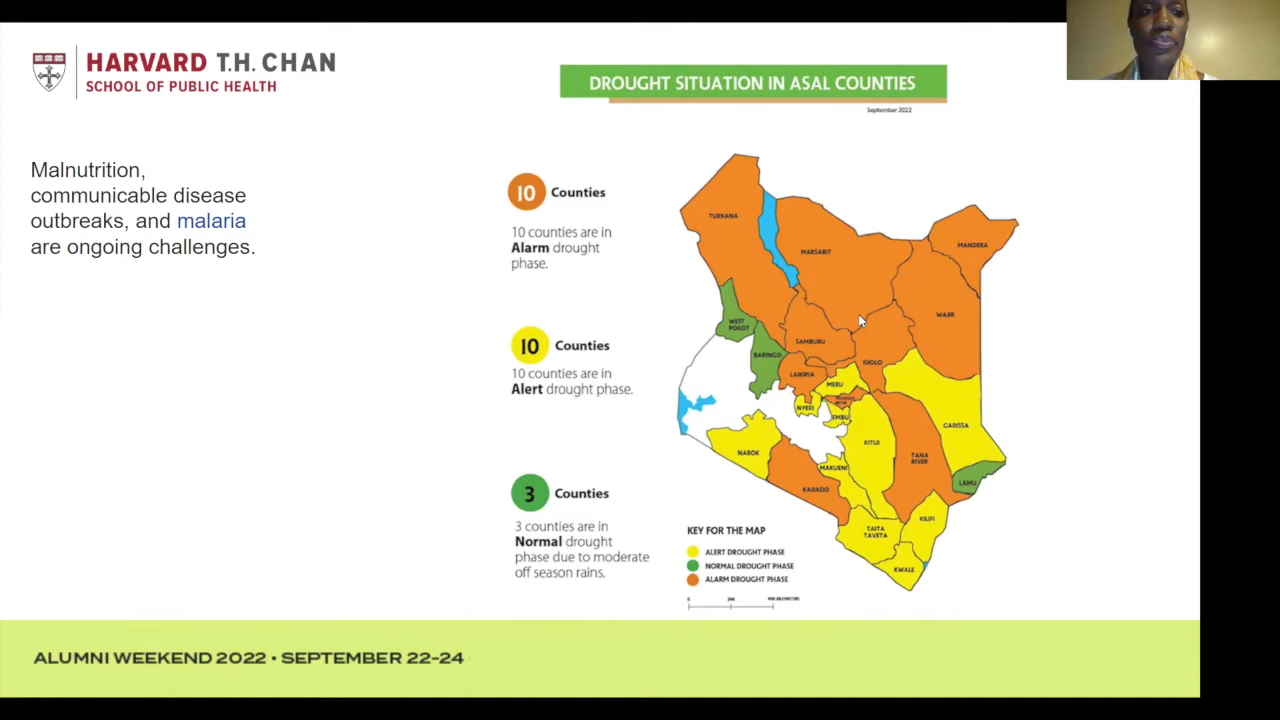 HARVARD T.H. CHAN
SCHOOL OF PUBLIC HEALTH
DROUGHT SITUATION IN ASAL COUNTIES
September 2022
Malnutrition,
communicable disease
outbreaks, and malaria
are ongoing challenges.
10 Counties
10 counties are in
Alarm drought
phase.
10 Counties
10 counties are in
Alert drought phase.
3 Counties
3 counties are in
Normal drought
phase due to moderate
off season rains.
TURKANA
MARSABIT
MANDERA
WAJIR
WEST
POKOT
SAMBURU
BARINGO
ISIOLO
LAIKIPIA
MERU
NYERI
EMBU
GARISSA
KITUI
NAROK
TANA
RIVER
MAKUENI
LAMU
KAJIADO
KILIFI
TAITA
TAVETA
KWALE
KEY FOR THE MAP
ALERT DROUGHT PHASE
NORMAL DROUGHT PHASE
ALARM DROUGHT PHASE
0 200 400 KILOMETERS
ALUMNI WEEKEND 2022 • SEPTEMBER 22-24